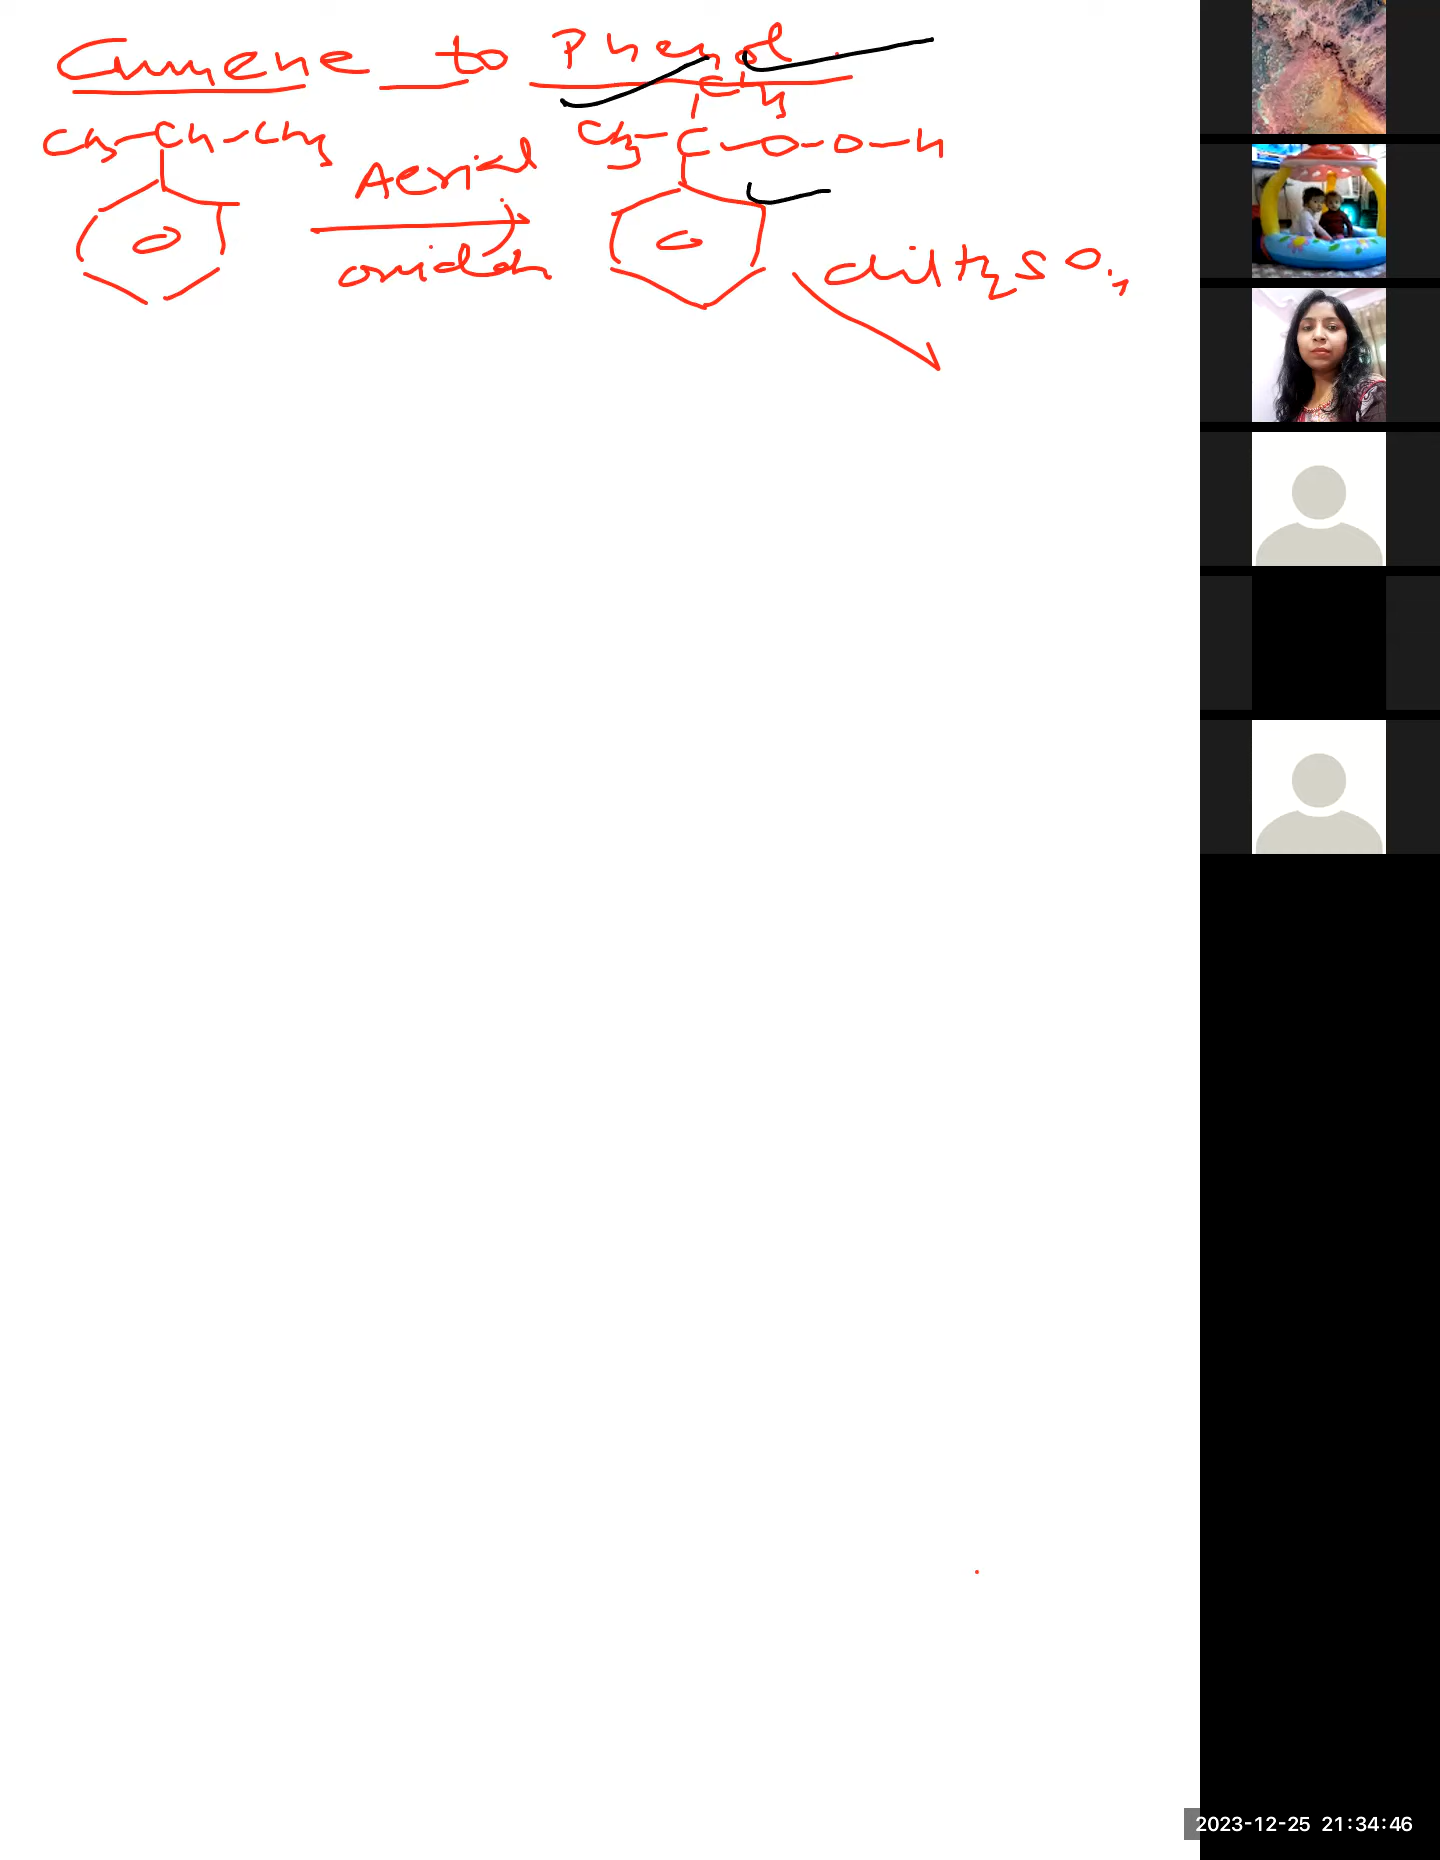 Cumene to Phenol
CH3
CH3-CH-CH3
CH3-C-O-O-H
Aerial
oxidation
dil H2SO4
2023-12-25 21:34:46